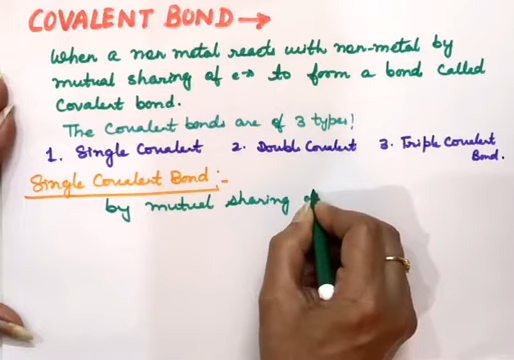 COVALENT BOND →
When a non metal reacts with non-metal by
mutual sharing of e-s to form a bond called
Covalent bond.
The Covalent bonds are of 3 types!
1. Single Covalent 2. Double Covalent 3. Triple Covalent
Bond.
Single Covalent Bond :-
by mutual sharing